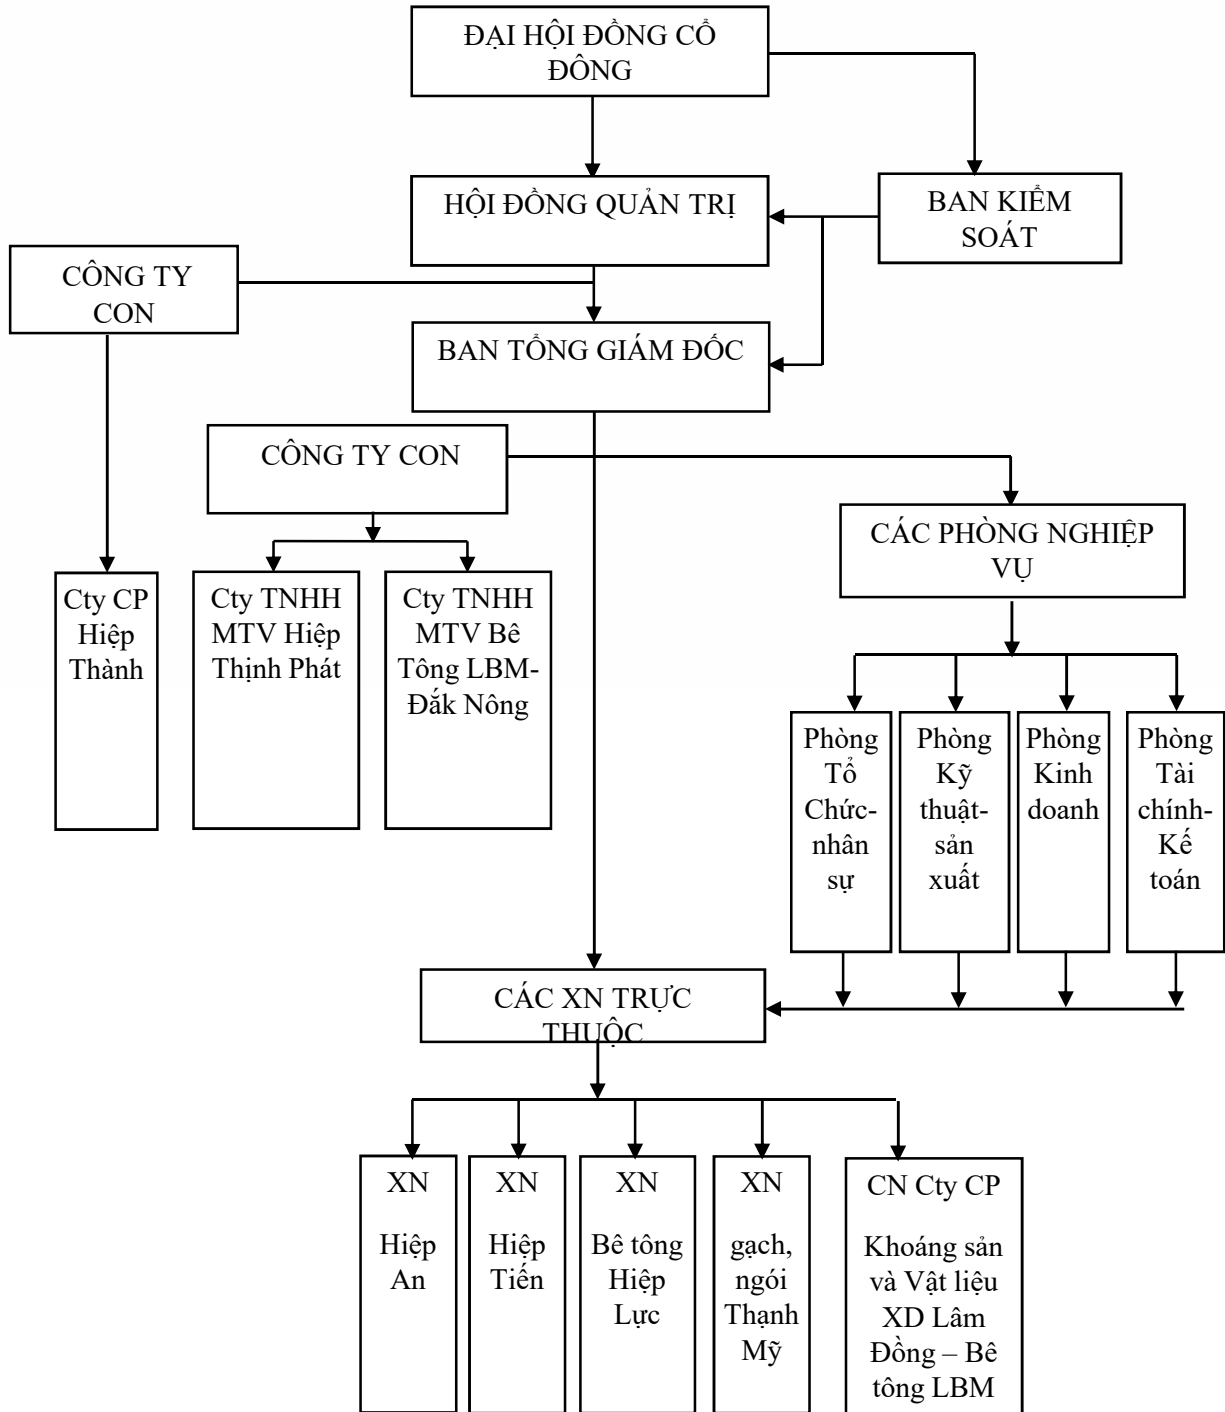 ĐẠI HỘI ĐỒNG CỔ
ĐÔNG
HỘI ĐỒNG QUẢN TRỊ
BAN KIỂM
SOÁT
CÔNG TY
CON
BAN TỔNG GIÁM ĐỐC
CÔNG TY CON
CÁC PHÒNG NGHIỆP
VỤ
Cty CP
Hiệp
Thành
Cty TNHH
MTV Hiệp
Thịnh Phát
Cty TNHH
MTV Bê
Tông LBM-
Đắk Nông
Phòng
Tổ
Chức-
nhân
sự
Phòng
Kỹ
thuật-
sản
xuất
Phòng
Kinh
doanh
Phòng
Tài
chính-
Kế
toán
CÁC XN TRỰC
THUỘC
XN
Hiệp
An
XN
Hiệp
Tiến
XN
Bê tông
Hiệp
Lực
XN
gạch,
ngói
Thạnh
Mỹ
CN Cty CP
Khoáng sản
và Vật liệu
XD Lâm
Đồng – Bê
tông LBM